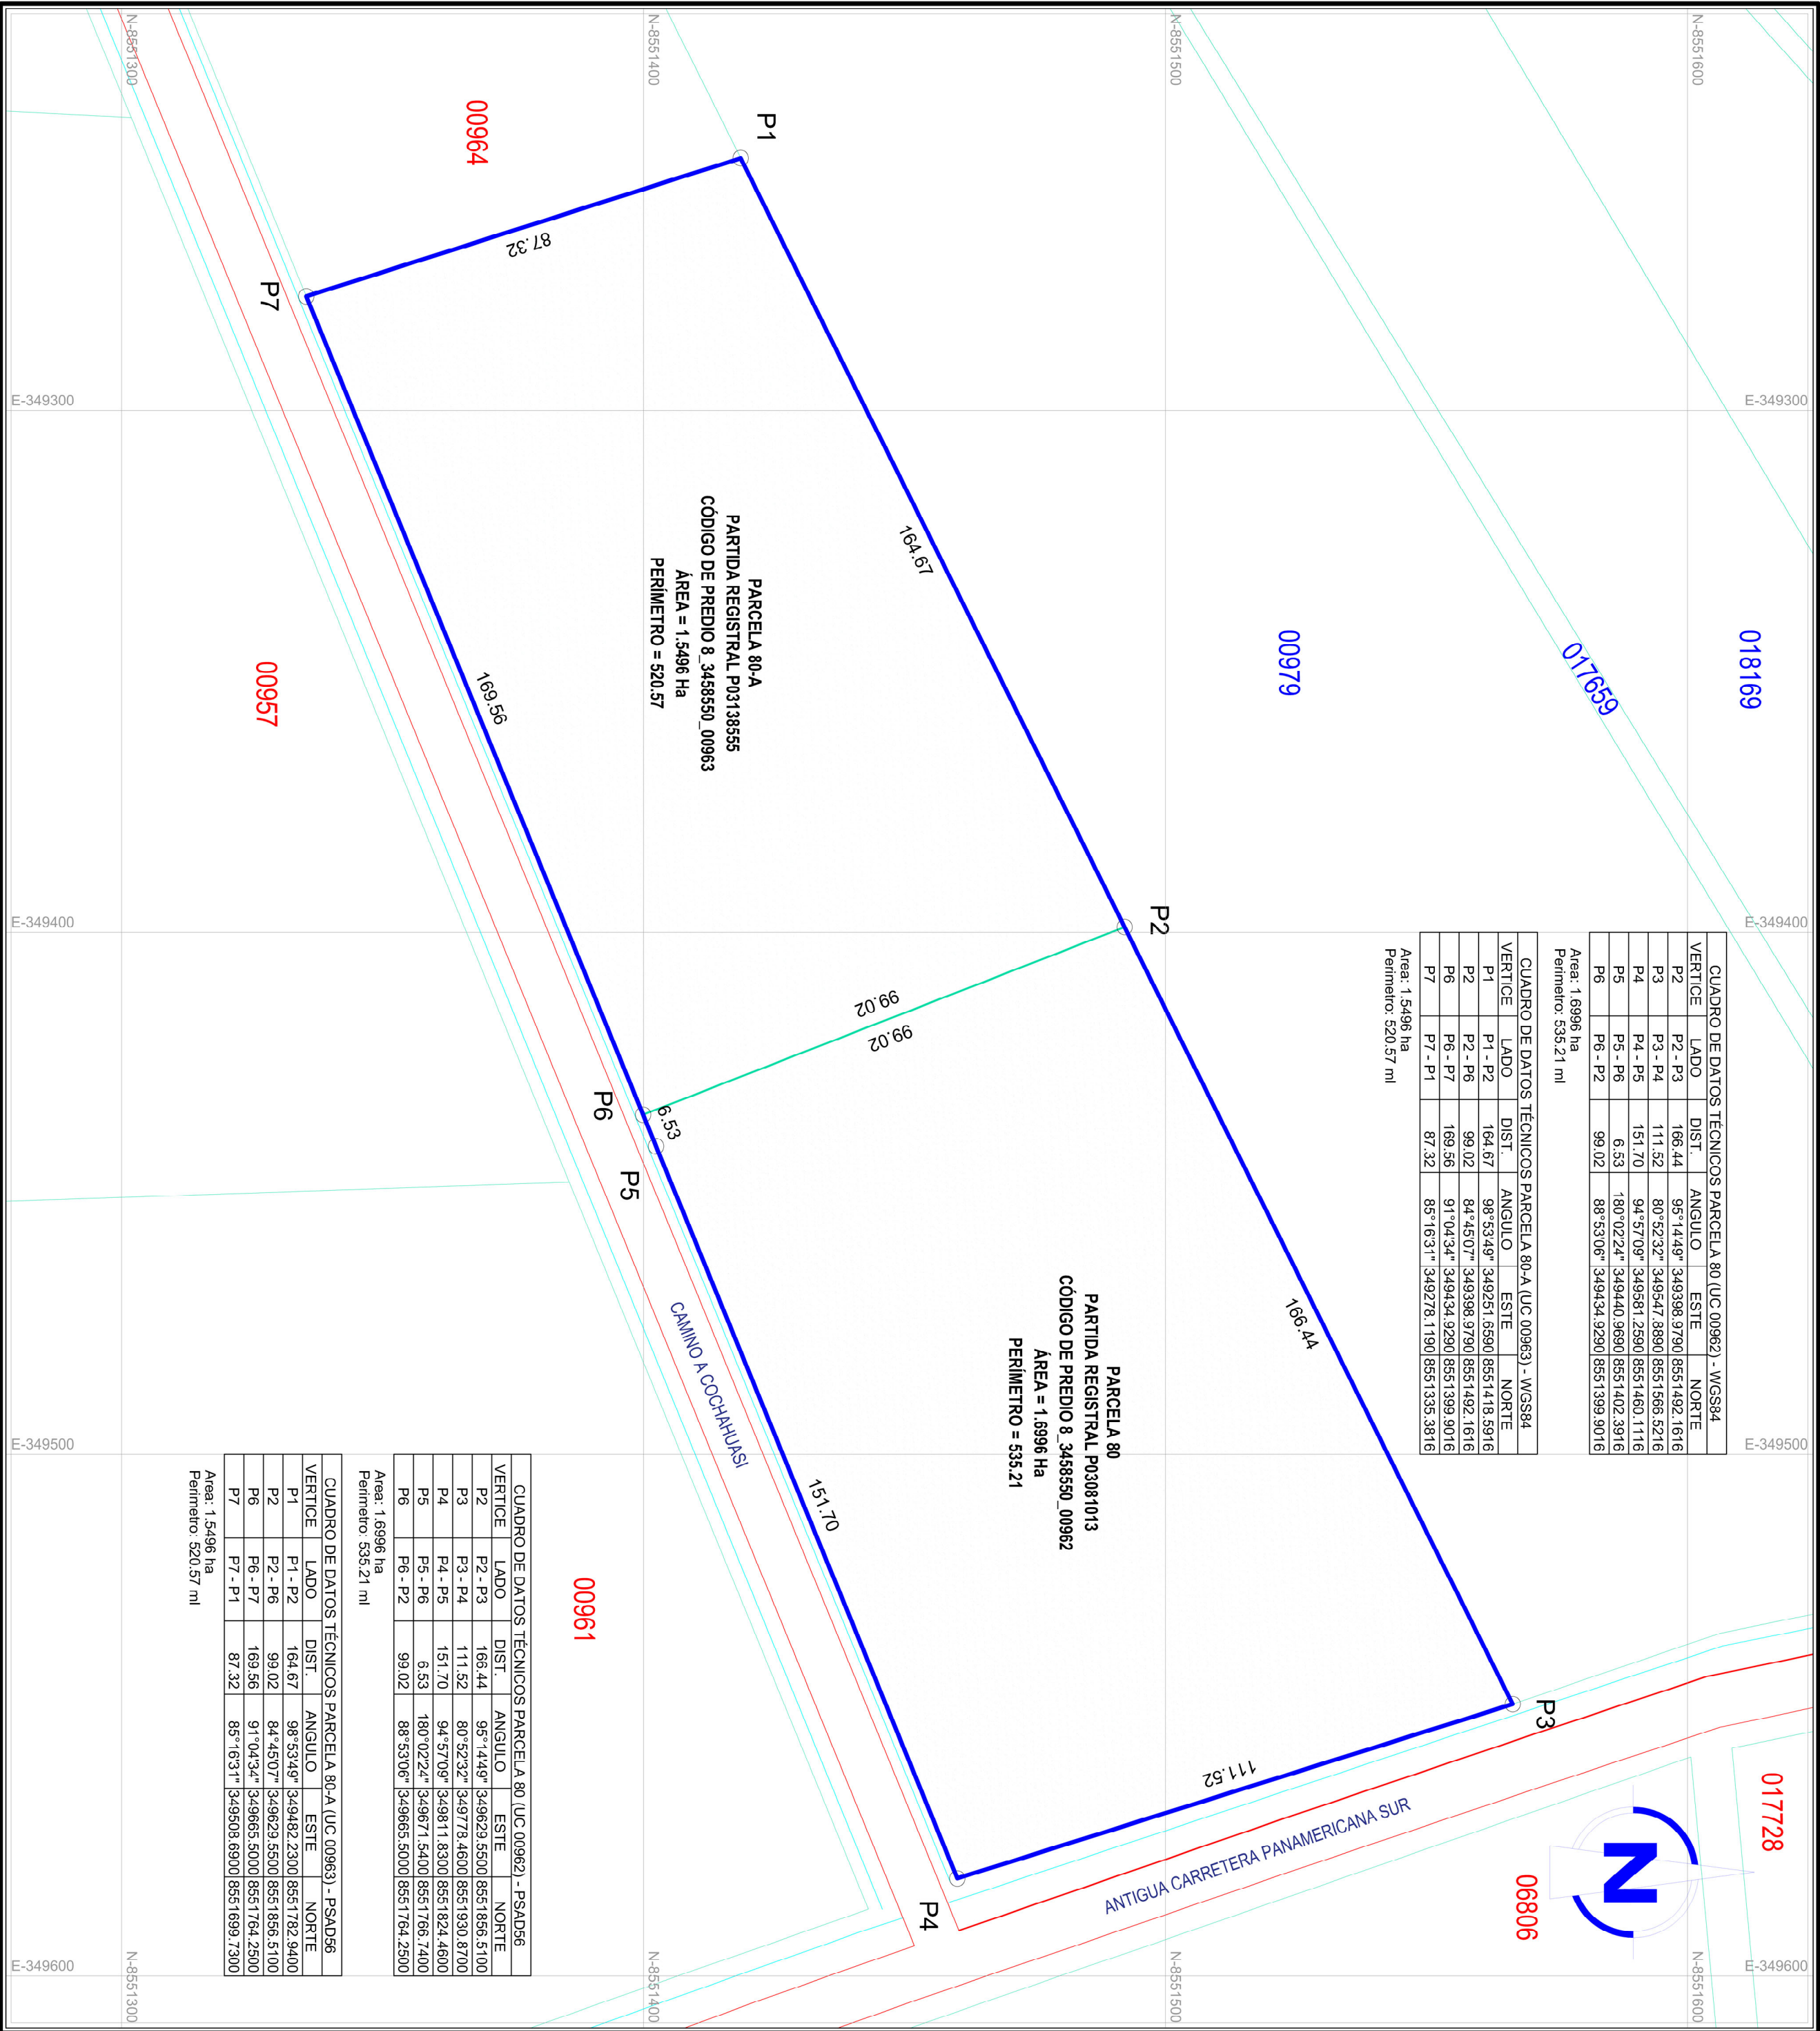 N-8551300
N-8551400
N-8551500
N-8551600
E-349300
E-349300
E-349400
E-349400
E-349500
E-349500
E-349600
E-349600
N-8551300
N-8551400
N-8551500
N-8551600
018169
017659
00979
00964
00957
00961
017728
06806
P1
P2
P3
P4
P5
P6
P7
164.67
166.44
111.52
151.70
6.53
169.56
87.32
99.02
99.02
PARCELA 80-A
PARTIDA REGISTRAL P03138555
CÓDIGO DE PREDIO 8_3458550_00963
ÁREA = 1.5496 Ha
PERÍMETRO = 520.57
PARCELA 80
PARTIDA REGISTRAL P03081013
CÓDIGO DE PREDIO 8_3458550_00962
ÁREA = 1.6996 Ha
PERÍMETRO = 535.21
CAMINO A COCHAHUASI
ANTIGUA CARRETERA PANAMERICANA SUR
N
CUADRO DE DATOS TÉCNICOS PARCELA 80 (UC 00962) - WGS84
VERTICE LADO DIST. ANGULO ESTE NORTE
P2 P2 - P3 166.44 95°14'49" 349398.9790 8551492.1616
P3 P3 - P4 111.52 80°52'32" 349547.8890 8551566.5216
P4 P4 - P5 151.70 94°57'09" 349581.2590 8551460.1116
P5 P5 - P6 6.53 180°02'24" 349440.9690 8551402.3916
P6 P6 - P2 99.02 88°53'06" 349434.9290 8551399.9016
Area: 1.6996 ha
Perimetro: 535.21 ml
CUADRO DE DATOS TÉCNICOS PARCELA 80-A (UC 00963) - WGS84
VERTICE LADO DIST. ANGULO ESTE NORTE
P1 P1 - P2 164.67 98°53'49" 349251.6590 8551418.5916
P2 P2 - P6 99.02 84°45'07" 349398.9790 8551492.1616
P6 P6 - P7 169.56 91°04'34" 349434.9290 8551399.9016
P7 P7 - P1 87.32 85°16'31" 349278.1190 8551335.3816
Area: 1.5496 ha
Perimetro: 520.57 ml
CUADRO DE DATOS TÉCNICOS PARCELA 80 (UC 00962) - PSAD56
VERTICE LADO DIST. ANGULO ESTE NORTE
P2 P2 - P3 166.44 95°14'49" 349629.5500 8551856.5100
P3 P3 - P4 111.52 80°52'32" 349778.4600 8551930.8700
P4 P4 - P5 151.70 94°57'09" 349811.8300 8551824.4600
P5 P5 - P6 6.53 180°02'24" 349671.5400 8551766.7400
P6 P6 - P2 99.02 88°53'06" 349665.5000 8551764.2500
Area: 1.6996 ha
Perimetro: 535.21 ml
CUADRO DE DATOS TÉCNICOS PARCELA 80-A (UC 00963) - PSAD56
VERTICE LADO DIST. ANGULO ESTE NORTE
P1 P1 - P2 164.67 98°53'49" 349482.2300 8551782.9400
P2 P2 - P6 99.02 84°45'07" 349629.5500 8551856.5100
P6 P6 - P7 169.56 91°04'34" 349665.5000 8551764.2500
P7 P7 - P1 87.32 85°16'31" 349508.6900 8551699.7300
Area: 1.5496 ha
Perimetro: 520.57 ml